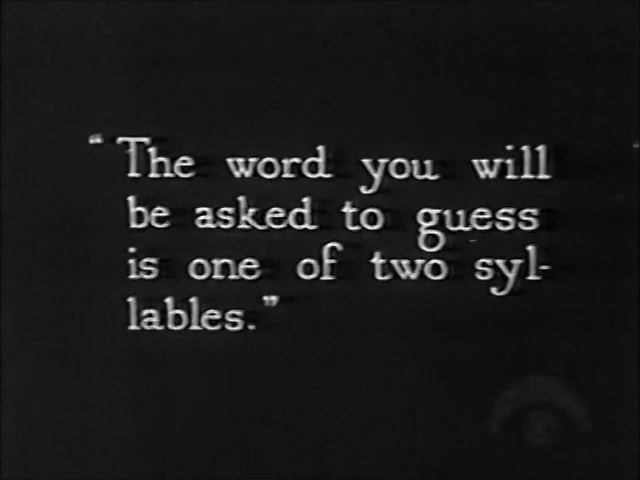 “The word you will
be asked to guess
is one of two syl-
lables.”